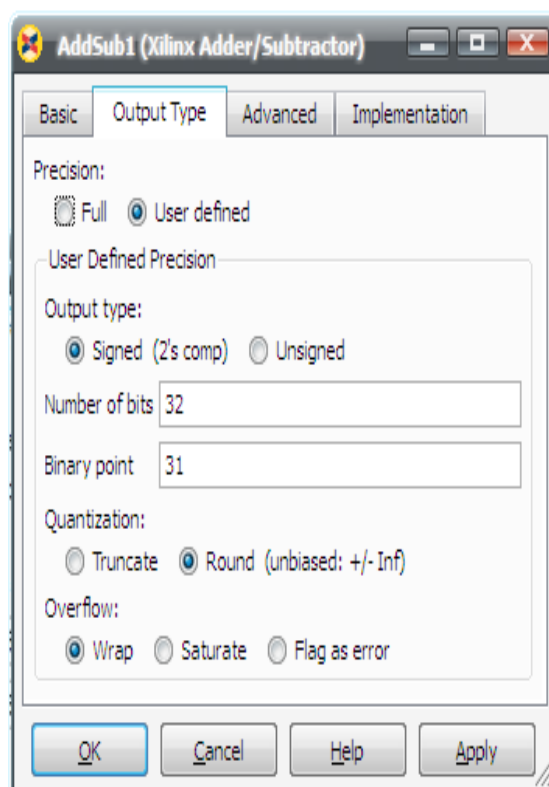 AddSub1 (Xilinx Adder/Subtractor)
Basic Output Type Advanced Implementation
Precision:
Full User defined
User Defined Precision
Output type:
Signed (2's comp) Unsigned
Number of bits 32
Binary point 31
Quantization:
Truncate Round (unbiased: +/- Inf)
Overflow:
Wrap Saturate Flag as error
OK Cancel Help Apply